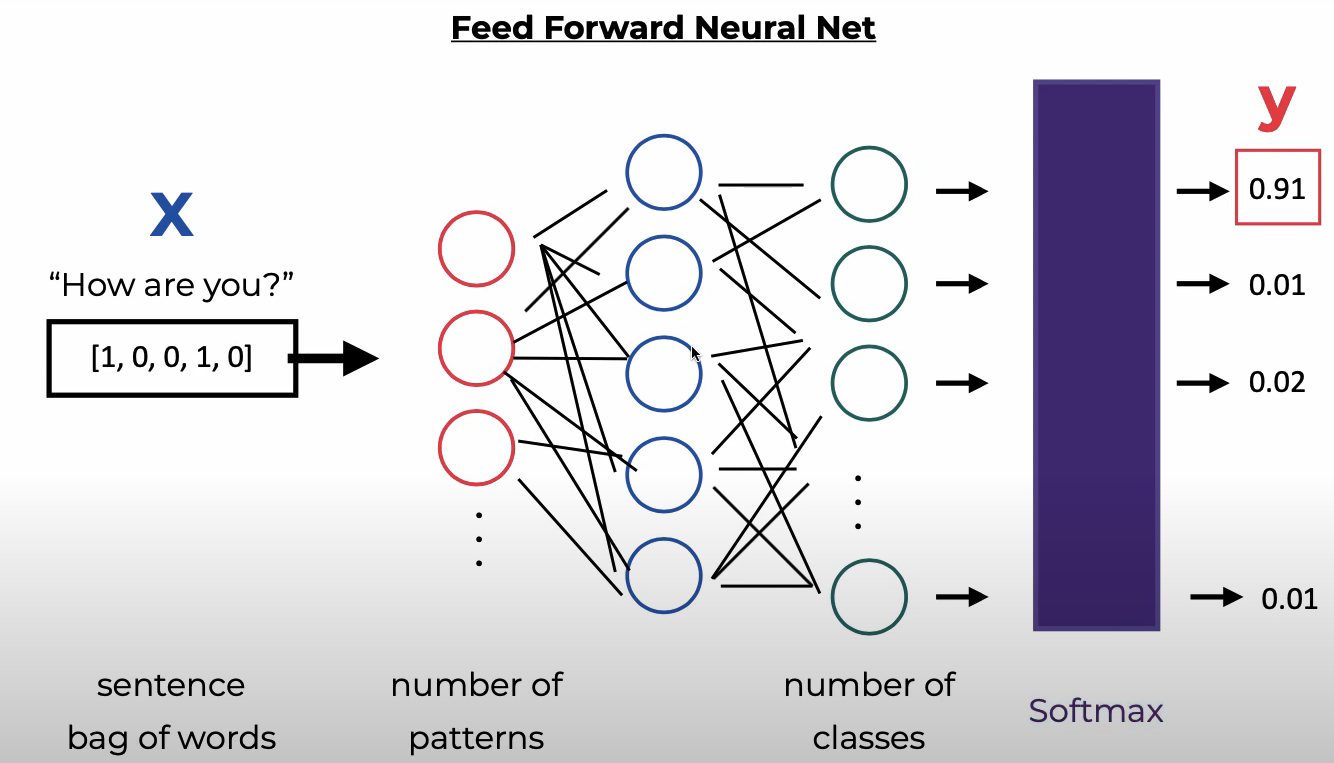 Feed Forward Neural Net
X
"How are you?"
[1, 0, 0, 1, 0]
y
0.91
0.01
0.02
0.01
sentence
bag of words
number of
patterns
number of
classes
Softmax